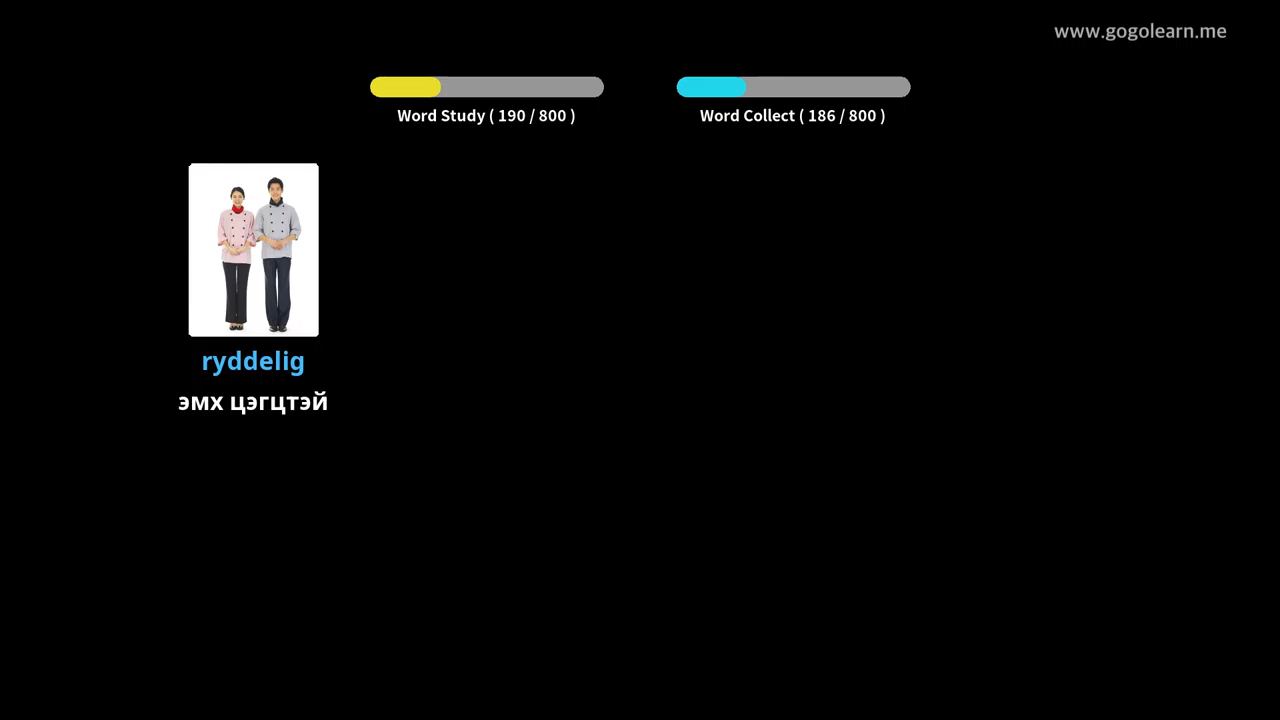 www.gogolearn.me
Word Study ( 190 / 800 )
Word Collect ( 186 / 800 )
ryddelig
эмх цэгцтэй